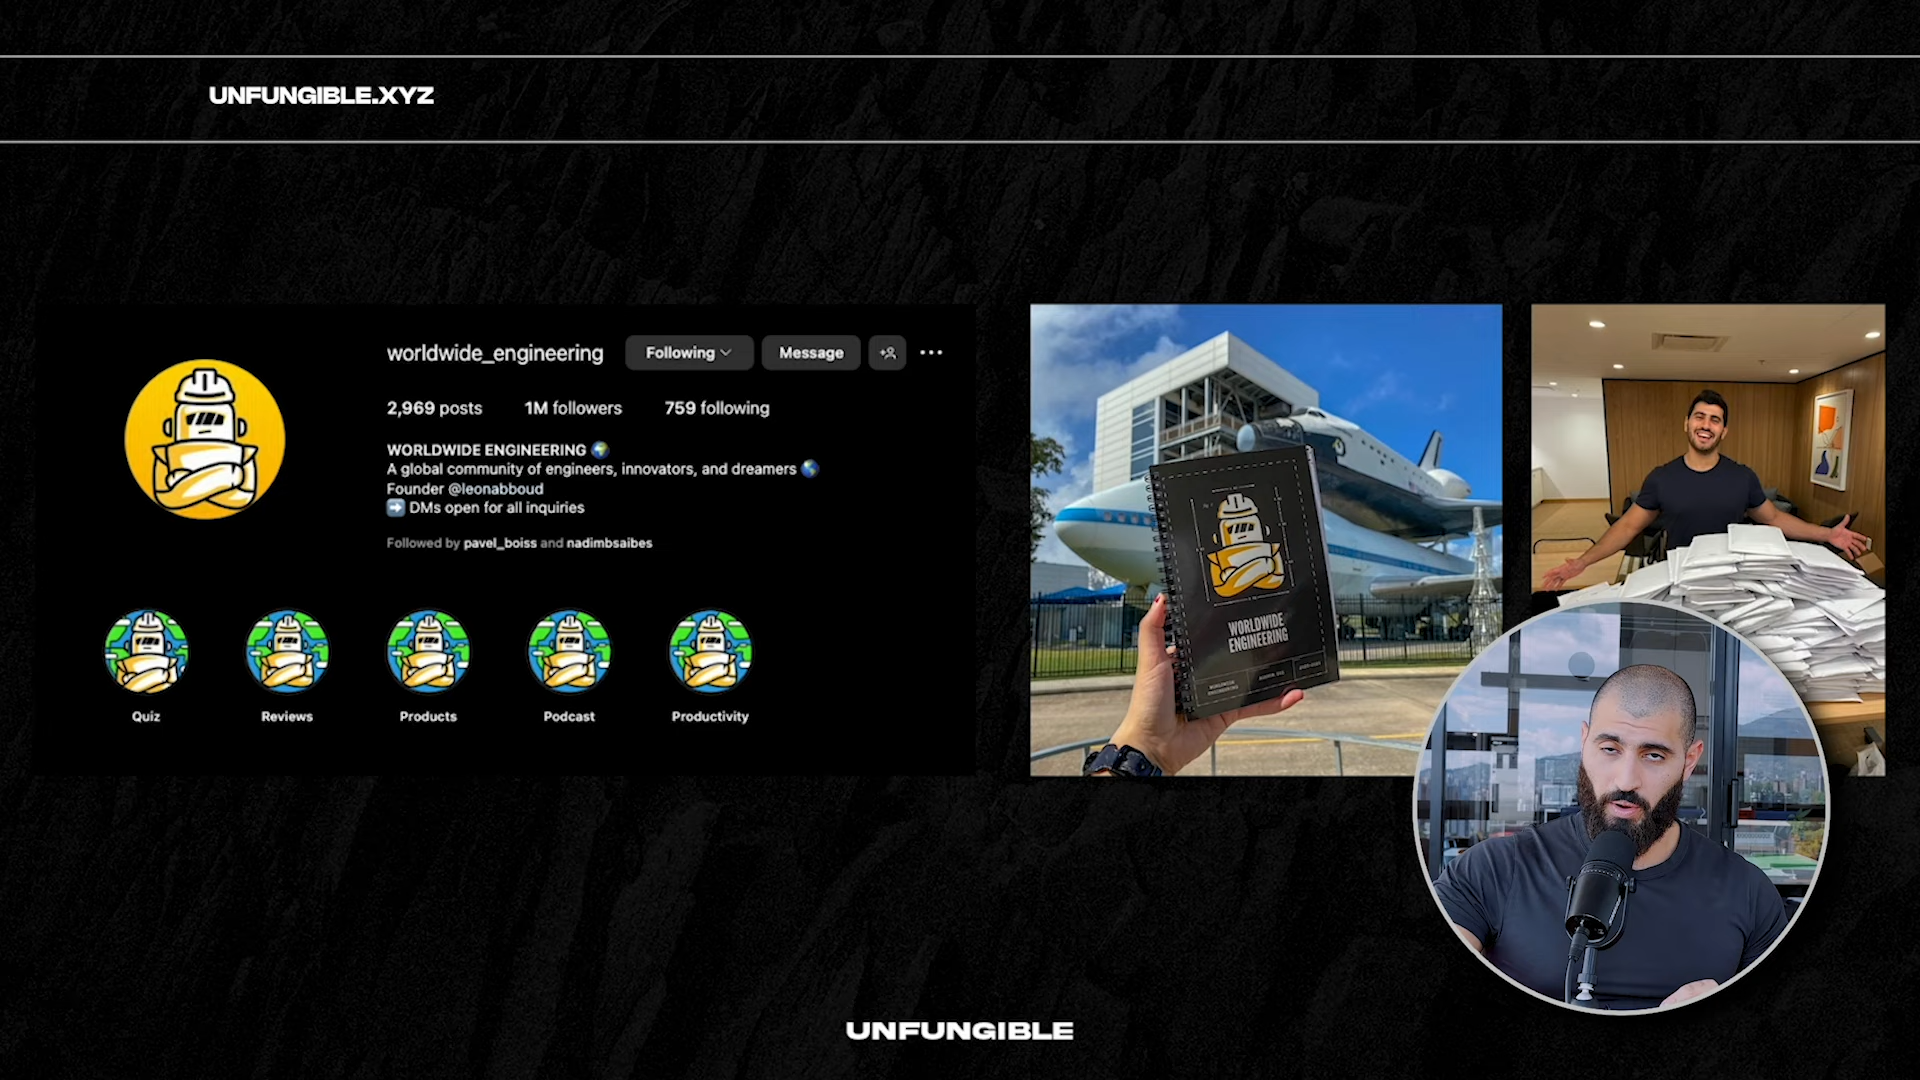 UNFUNGIBLE.XYZ
worldwide_engineering
Following
Message
2,969 posts
1M followers
759 following
WORLDWIDE ENGINEERING 🌍
A global community of engineers, innovators, and dreamers 🌎
Founder @leonabboud
➡️ DMs open for all inquiries
Followed by pavel_boiss and nadimbsaibes
Quiz
Reviews
Products
Podcast
Productivity
WORLDWIDE
ENGINEERING
UNFUNGIBLE